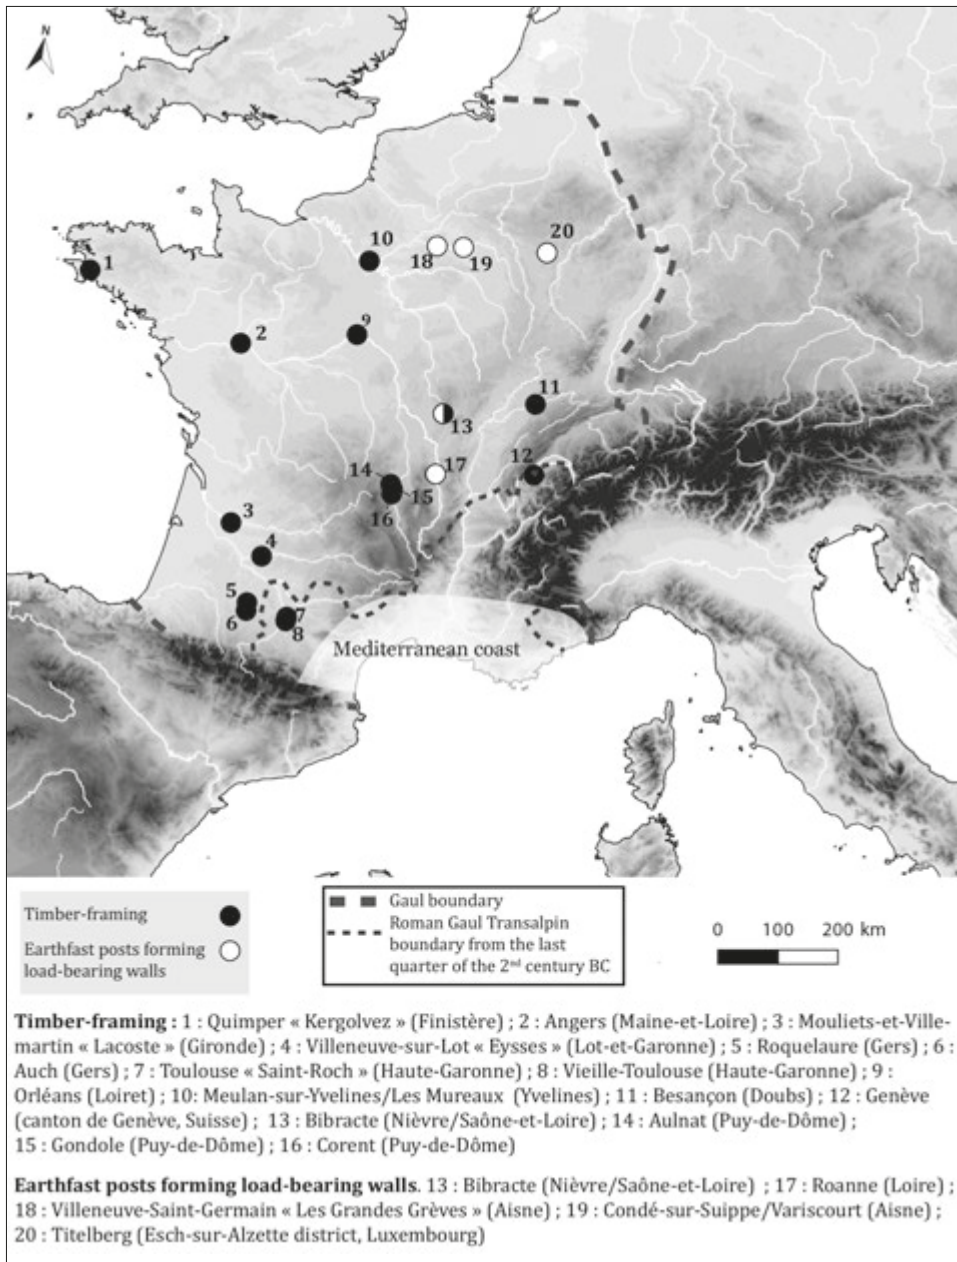 N
1
2
3
4
5
6
7
8
9
10
11
12
13
14
15
16
17
18
19
20
Mediterranean coast
Timber-framing
Earthfast posts forming
load-bearing walls
Gaul boundary
Roman Gaul Transalpin
boundary from the last
quarter of the 2nd century BC
0 100 200 km
Timber-framing : 1 : Quimper « Kergolvez » (Finistère) ; 2 : Angers (Maine-et-Loire) ; 3 : Mouliets-et-Ville-
martin « Lacoste » (Gironde) ; 4 : Villeneuve-sur-Lot « Eysses » (Lot-et-Garonne) ; 5 : Roquelaure (Gers) ; 6 :
Auch (Gers) ; 7 : Toulouse « Saint-Roch » (Haute-Garonne) ; 8 : Vieille-Toulouse (Haute-Garonne) ; 9 :
Orléans (Loiret) ; 10: Meulan-sur-Yvelines/Les Mureaux (Yvelines) ; 11 : Besançon (Doubs) ; 12 : Genève
(canton de Genève, Suisse) ; 13 : Bibracte (Nièvre/Saône-et-Loire) ; 14 : Aulnat (Puy-de-Dôme) ;
15 : Gondole (Puy-de-Dôme) ; 16 : Corent (Puy-de-Dôme)
Earthfast posts forming load-bearing walls. 13 : Bibracte (Nièvre/Saône-et-Loire) ; 17 : Roanne (Loire) ;
18 : Villeneuve-Saint-Germain « Les Grandes Grèves » (Aisne) ; 19 : Condé-sur-Suippe/Variscourt (Aisne) ;
20 : Titelberg (Esch-sur-Alzette district, Luxembourg)